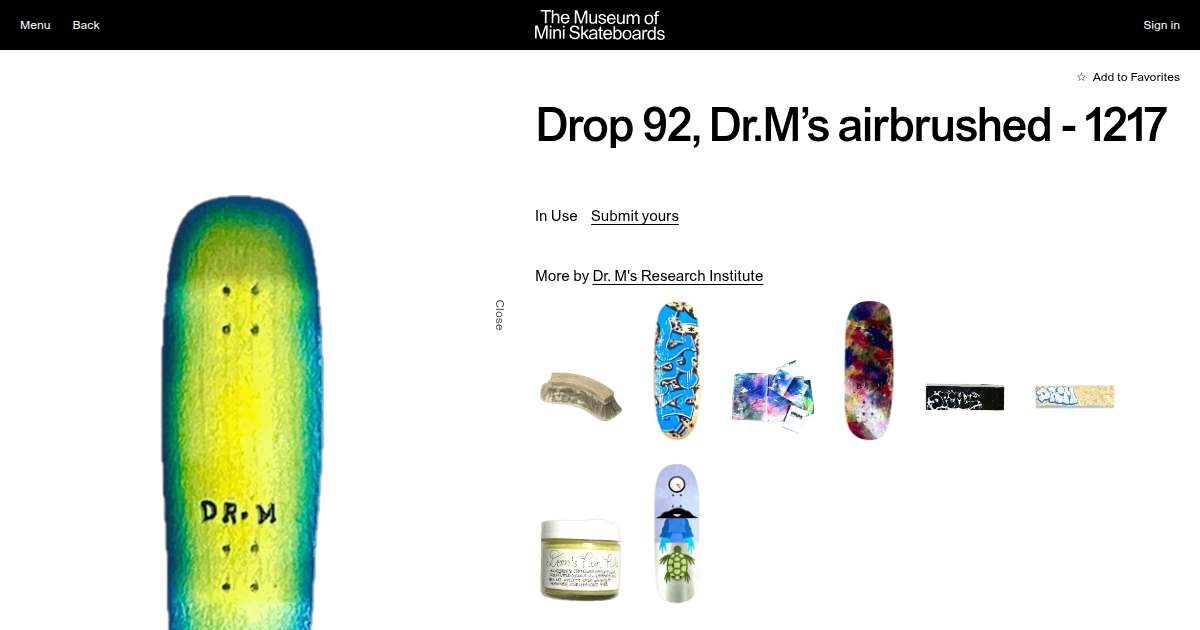 Menu
Back
The Museum of
Mini Skateboards
Sign in
☆ Add to Favorites
Drop 92, Dr.M’s airbrushed - 1217
In Use
Submit yours
More by Dr. M's Research Institute
Close
DR. M